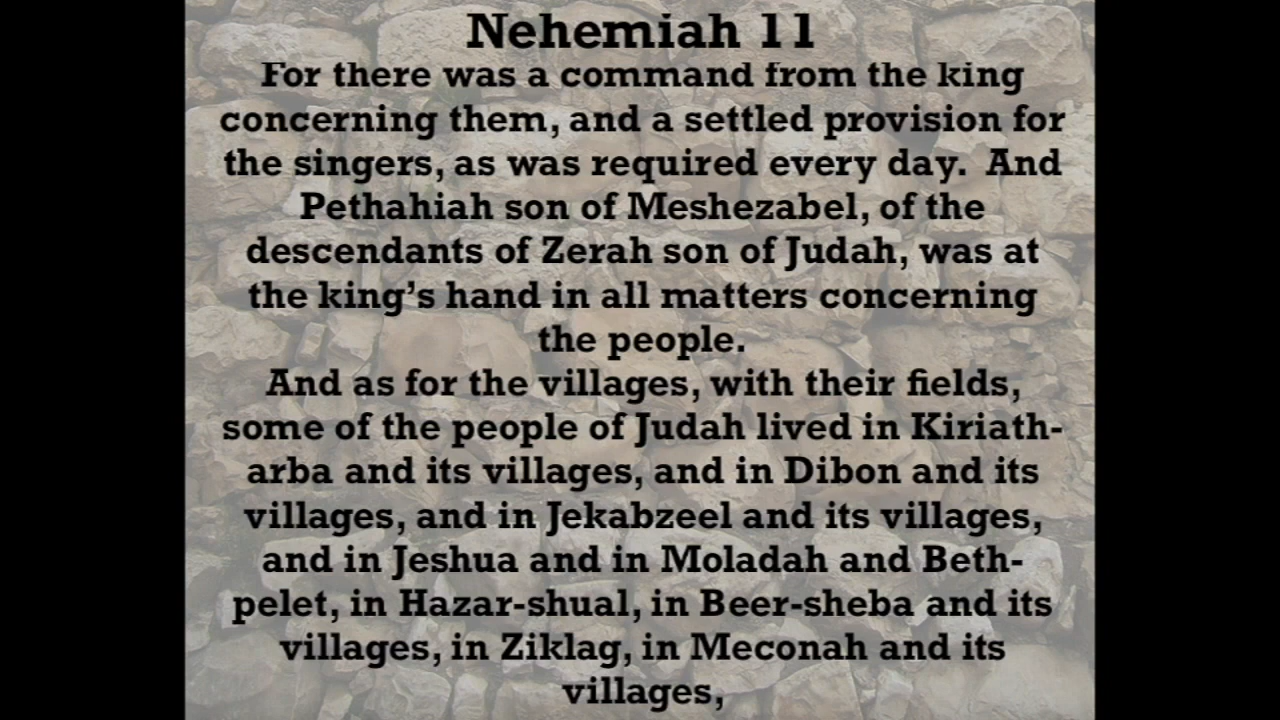 Nehemiah 11
For there was a command from the king
concerning them, and a settled provision for
the singers, as was required every day.  And
Pethahiah son of Meshezabel, of the
descendants of Zerah son of Judah, was at
the king’s hand in all matters concerning
the people.
And as for the villages, with their fields,
some of the people of Judah lived in Kiriath-
arba and its villages, and in Dibon and its
villages, and in Jekabzeel and its villages,
and in Jeshua and in Moladah and Beth-
pelet, in Hazar-shual, in Beer-sheba and its
villages, in Ziklag, in Meconah and its
villages,